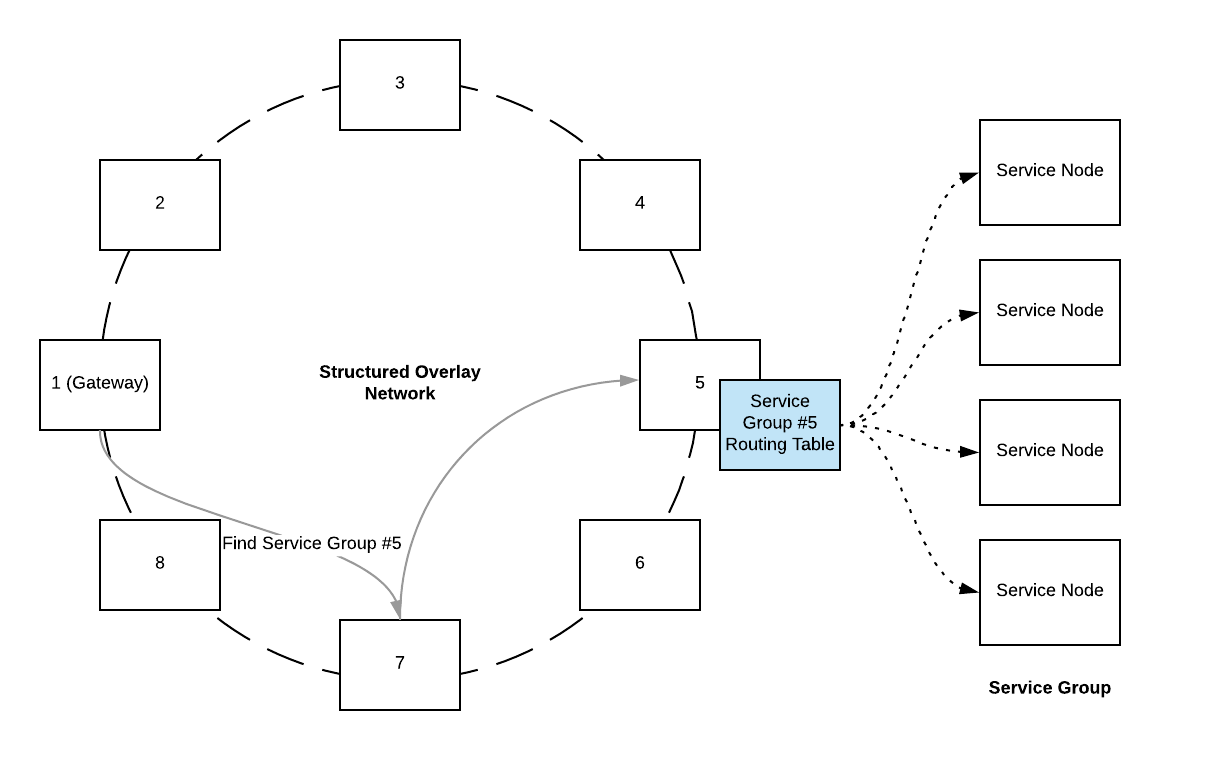 3
2
4
1 (Gateway)
Structured Overlay
Network
5
Service
Group #5
Routing Table
8
Find Service Group #5
6
7
Service Node
Service Node
Service Node
Service Node
Service Group